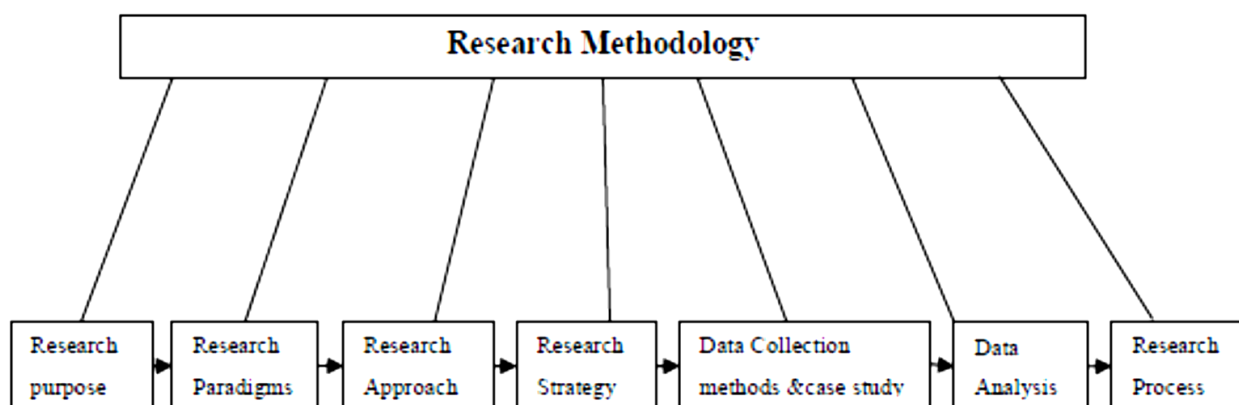 Research Methodology
Research
purpose
Research
Paradigms
Research
Approach
Research
Strategy
Data Collection
methods &case study
Data
Analysis
Research
Process